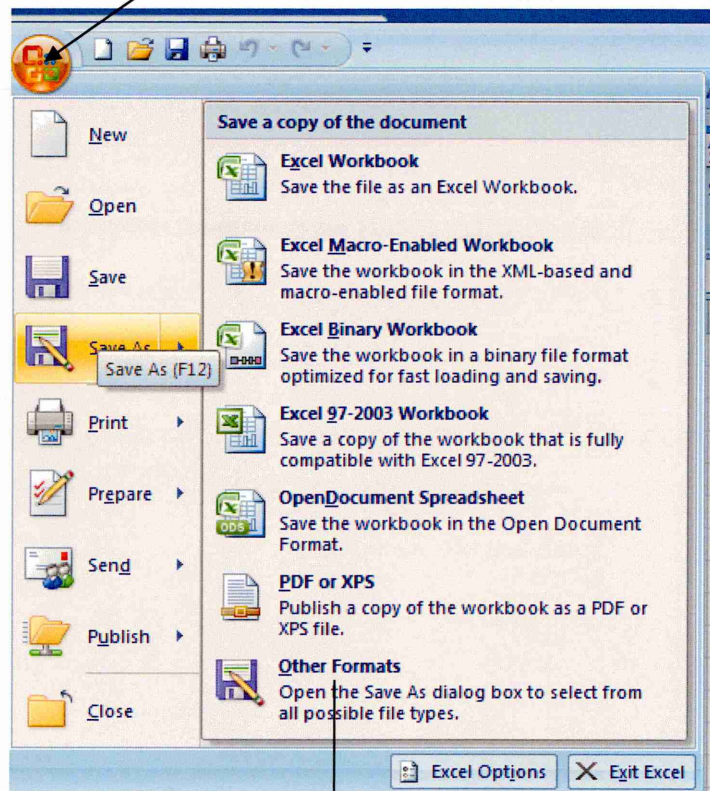 New
Open
Save
Save As
Save As (F12)
Print
Prepare
Send
Publish
Close
Save a copy of the document
Excel Workbook
Save the file as an Excel Workbook.
Excel Macro-Enabled Workbook
Save the workbook in the XML-based and
macro-enabled file format.
Excel Binary Workbook
Save the workbook in a binary file format
optimized for fast loading and saving.
Excel 97-2003 Workbook
Save a copy of the workbook that is fully
compatible with Excel 97-2003.
OpenDocument Spreadsheet
Save the workbook in the Open Document
Format.
PDF or XPS
Publish a copy of the workbook as a PDF or
XPS file.
Other Formats
Open the Save As dialog box to select from
all possible file types.
Excel Options
Exit Excel